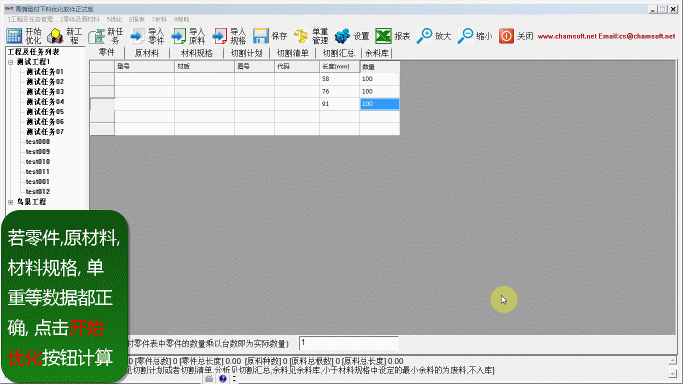 青狮型材下料优化软件正式版
1工程及任务管理 2零件及原材料 5优化 6报表 7余料 8帮助
开始优化 新工程 新任务 导入零件 导入原料 导入规格 保存 单重管理 设置 报表 放大 缩小 关闭 www.chamsoft.net Email:cs@chamsoft.net
工程及任务列表 零件 原材料 材料规格 切割计划 切割清单 切割汇总 余料库
型号 材质 图号 代码 长度(mm) 数量
58 100
76 100
91 100
测试工程1
测试任务01
测试任务02
测试任务03
测试任务04
测试任务05
测试任务06
测试任务07
test008
test009
test010
test011
test001
test012
鸟巢工程
若零件,原材料,
材料规格, 单
重等数据都正
确, 点击开始
优化按钮计算
时零件表中零件的数量乘以台数即为实际数量) 1
0 [零件总数] 0 [零件总长度] 0.00 [原料种数] 0 [原料总根数] 0 [原料总长度] 0.00
见切割计划或者切割清单.分析见切割汇总,余料见余料库,小于材料规格中设定的最小余料的为废料,不入库]